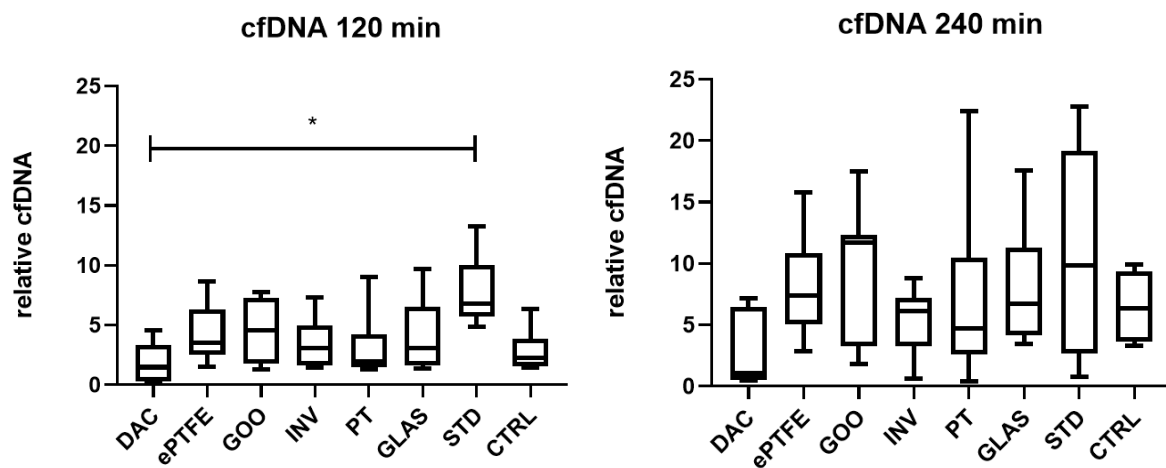 cfDNA 120 min
relative cfDNA
25
20
15
10
5
0
*
DAC
ePTFE
GOO
INV
PT
GLAS
STD
CTRL
cfDNA 240 min
relative cfDNA
25
20
15
10
5
0
DAC
ePTFE
GOO
INV
PT
GLAS
STD
CTRL